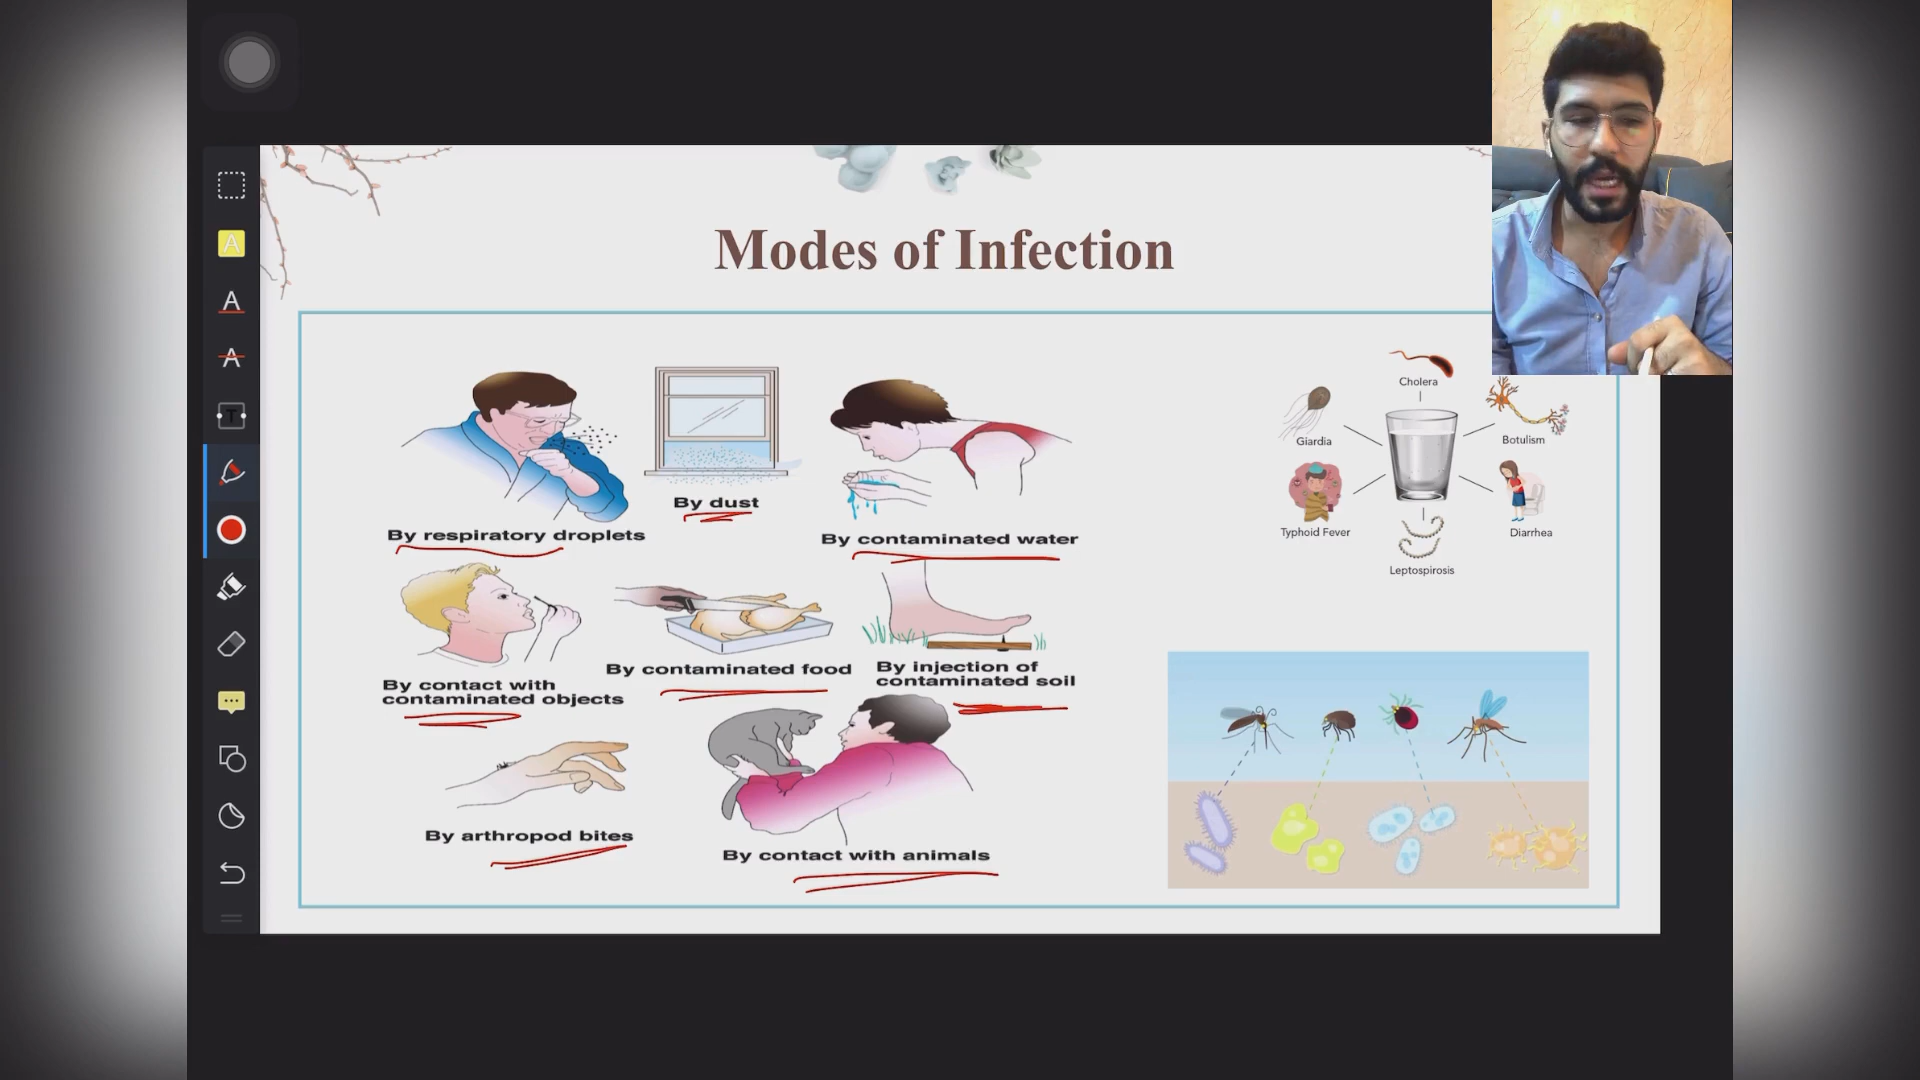 Modes of Infection
By respiratory droplets
By dust
By contaminated water
By contact with
contaminated objects
By contaminated food
By injection of
contaminated soil
By arthropod bites
By contact with animals
Cholera
Giardia
Botulism
Typhoid Fever
Diarrhea
Leptospirosis
A
A
A
T